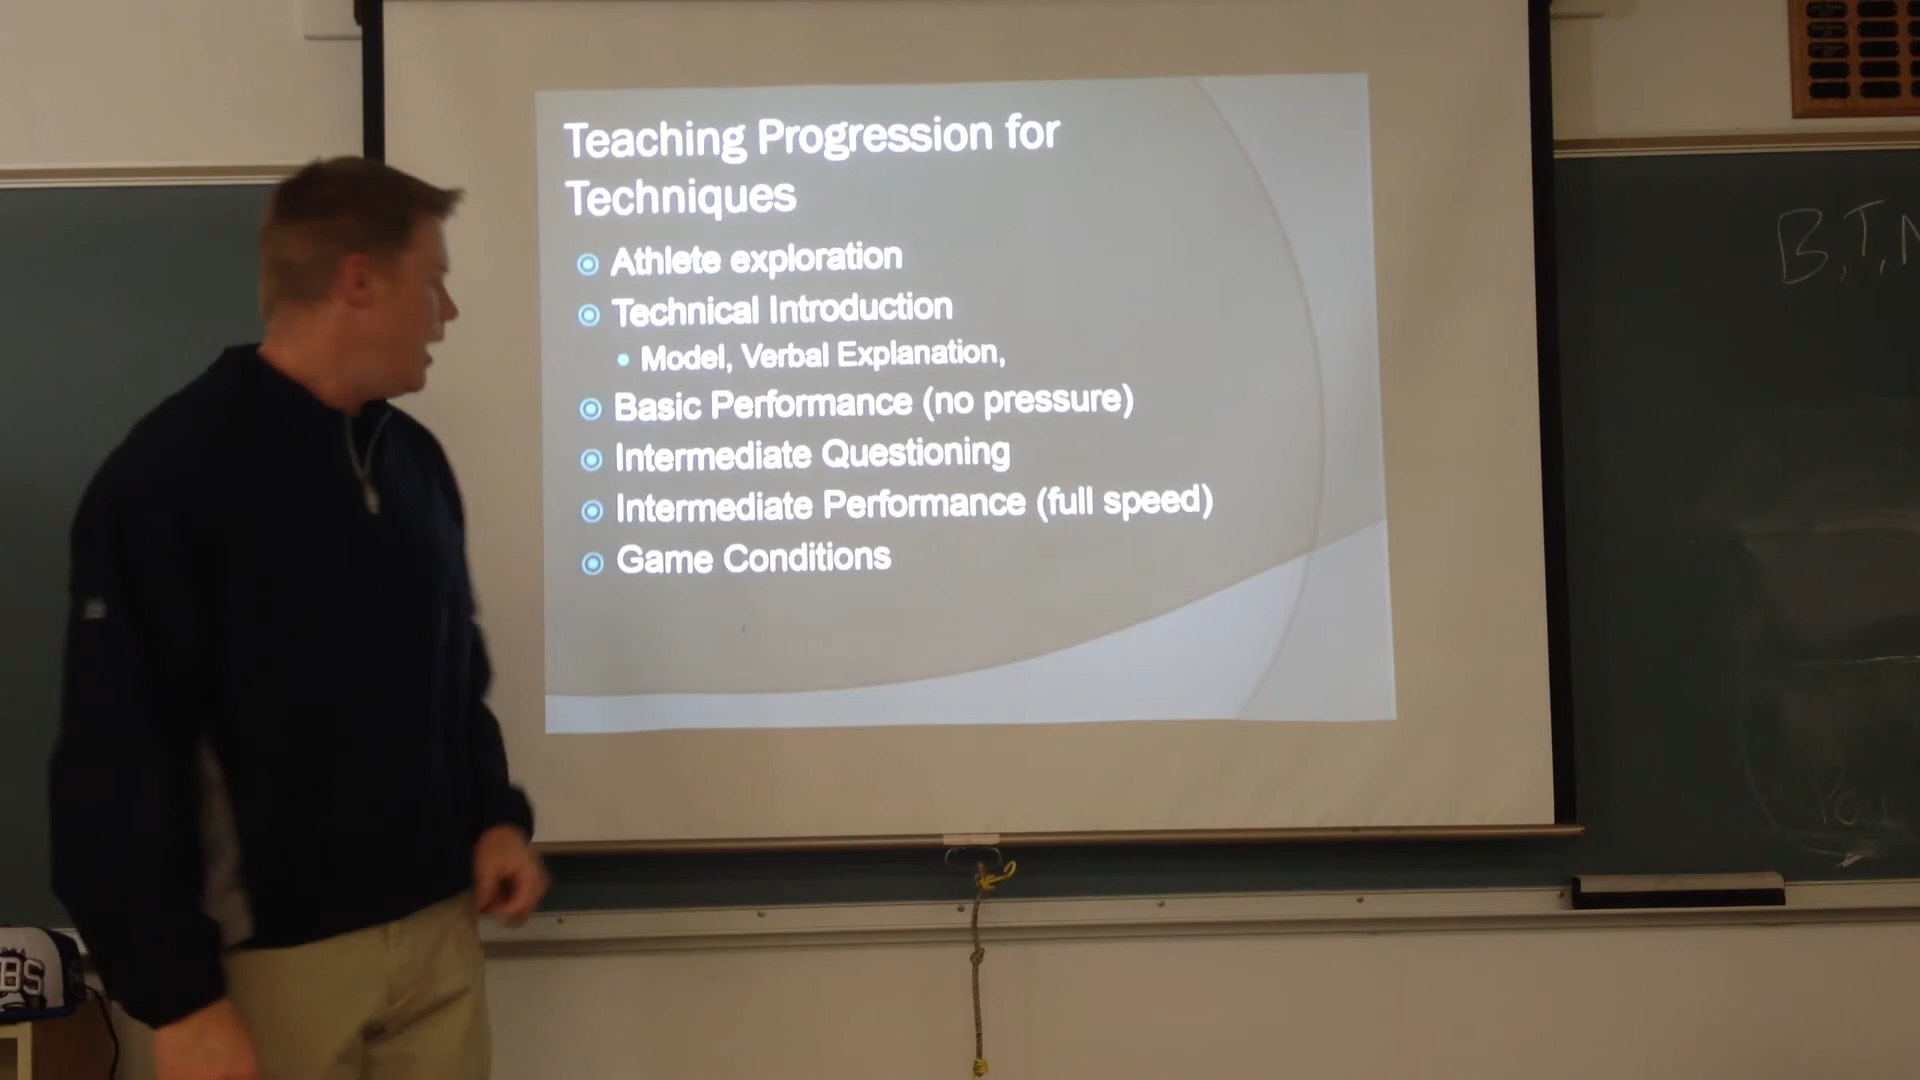 Teaching Progression for
Techniques
Athlete exploration
Technical Introduction
Model, Verbal Explanation,
Basic Performance (no pressure)
Intermediate Questioning
Intermediate Performance (full speed)
Game Conditions
B,T,
BS